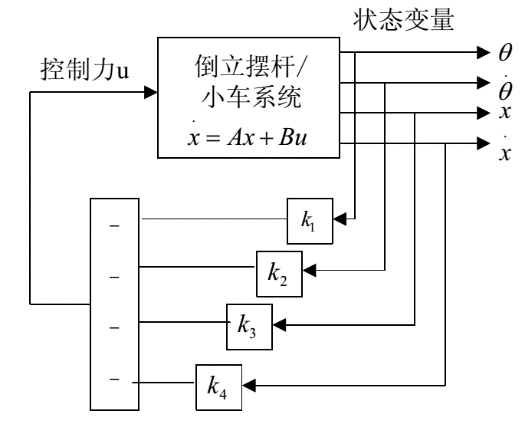 状态变量
控制力u
倒立摆杆/
小车系统
ẋ = Ax + Bu
θ
θ̇
x
ẋ
−
k₁
−
k₂
−
k₃
−
k₄